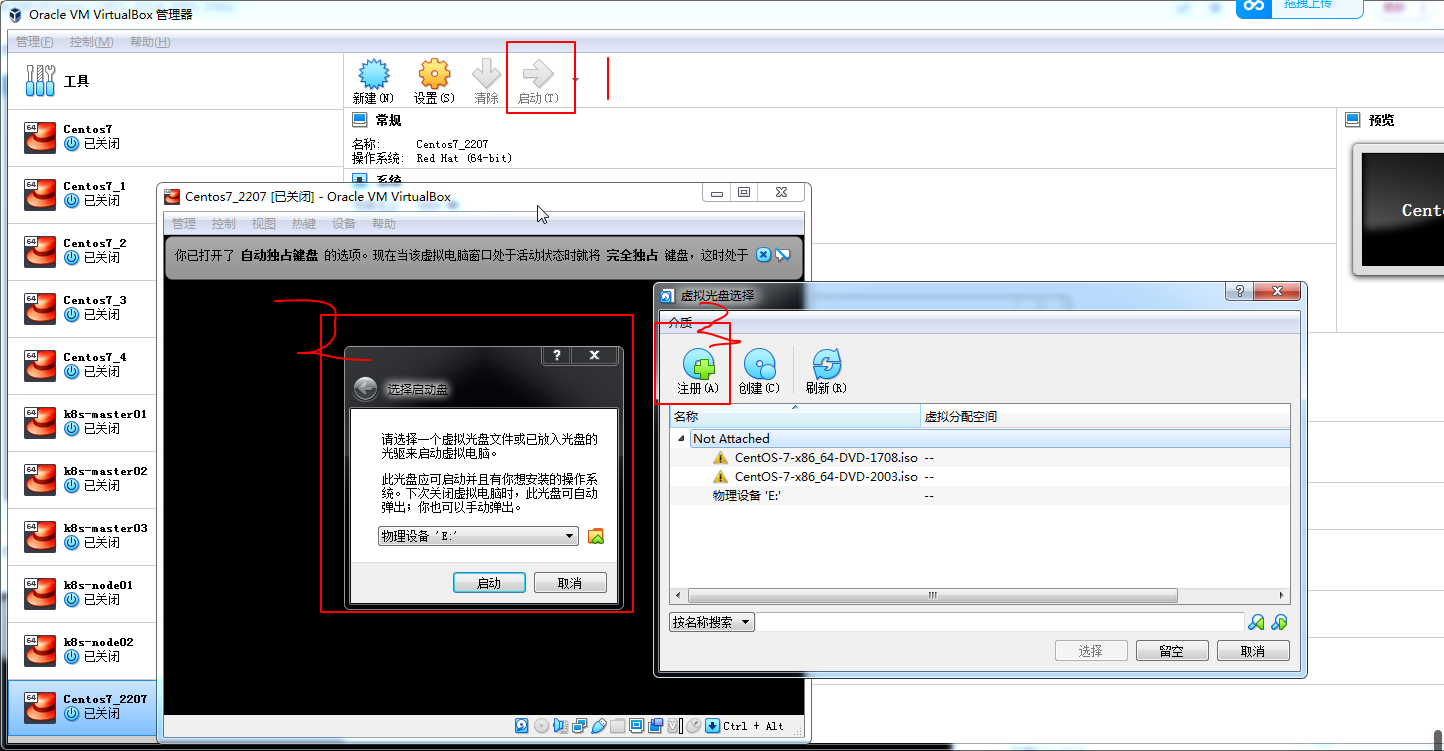 Oracle VM VirtualBox 管理器
拖拽上传
管理(F) 控制(M) 帮助(H)
工具
新建(N) 设置(S) 清除 启动(T)
常规
预览
名称: Centos7_2207
操作系统: Red Hat (64-bit)
系统
64 Centos7
已关闭
64 Centos7_1
已关闭
64 Centos7_2
已关闭
64 Centos7_3
已关闭
64 Centos7_4
已关闭
64 k8s-master01
已关闭
64 k8s-master02
已关闭
64 k8s-master03
已关闭
64 k8s-node01
已关闭
64 k8s-node02
已关闭
64 Centos7_2207
已关闭
Cento
Centos7_2207 [已关闭] - Oracle VM VirtualBox
管理 控制 视图 热键 设备 帮助
你已打开了 自动独占键盘 的选项。现在当该虚拟电脑窗口处于活动状态时就将 完全独占 键盘，这时处于
选择启动盘
请选择一个虚拟光盘文件或已放入光盘的
光驱来启动虚拟电脑。
此光盘应可启动并且有你想安装的操作系
统。下次关闭虚拟电脑时，此光盘可自动
弹出；你也可以手动弹出。
物理设备 'E:'
启动 取消
Ctrl + Alt
虚拟光盘选择
介质
注册(A) 创建(C) 刷新(R)
名称 虚拟分配空间
Not Attached
CentOS-7-x86_64-DVD-1708.iso --
CentOS-7-x86_64-DVD-2003.iso --
物理设备 'E:' --
按名称搜索
选择 留空 取消